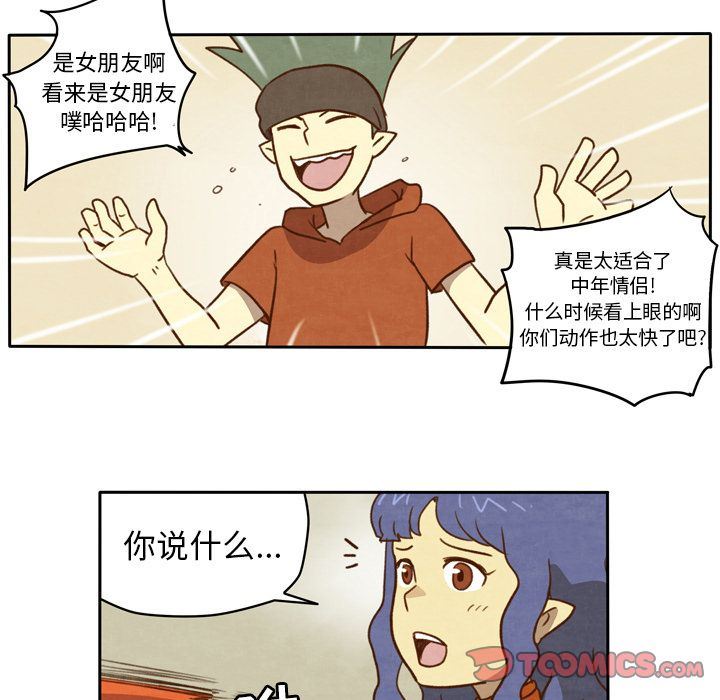 是女朋友啊
看来是女朋友
噗哈哈哈!
真是太适合了
中年情侣!
什么时候看上眼的啊
你们动作也太快了吧?
你说什么...
TOOMICS.COM